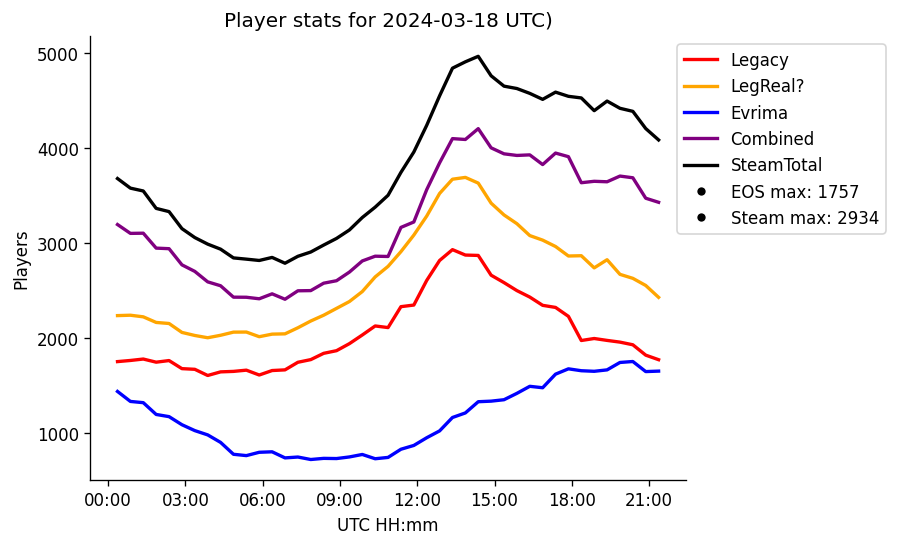 Player stats for 2024-03-18 UTC)
5000
4000
3000
2000
1000
Players
00:00 03:00 06:00 09:00 12:00 15:00 18:00 21:00
UTC HH:mm
Legacy
LegReal?
Evrima
Combined
SteamTotal
EOS max: 1757
Steam max: 2934